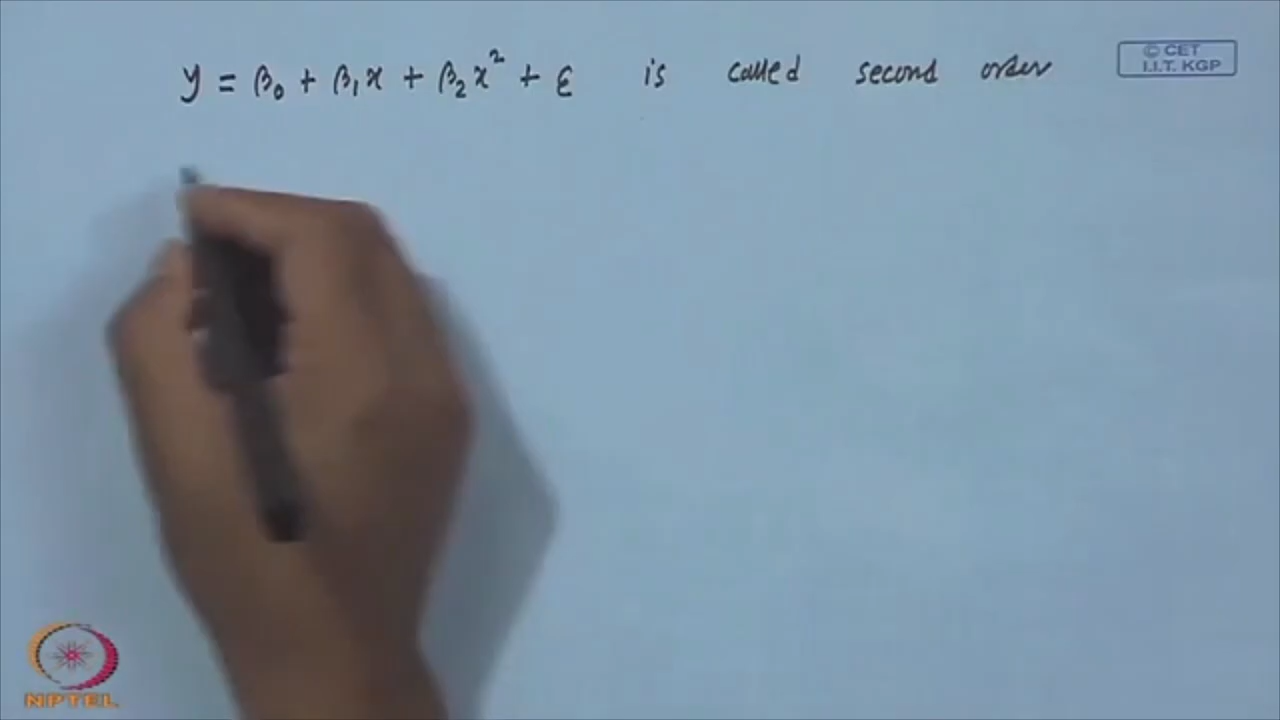 y = β₀ + β₁x + β₂x² + ε is called second order
© CET
I.I.T. KGP
NPTEL